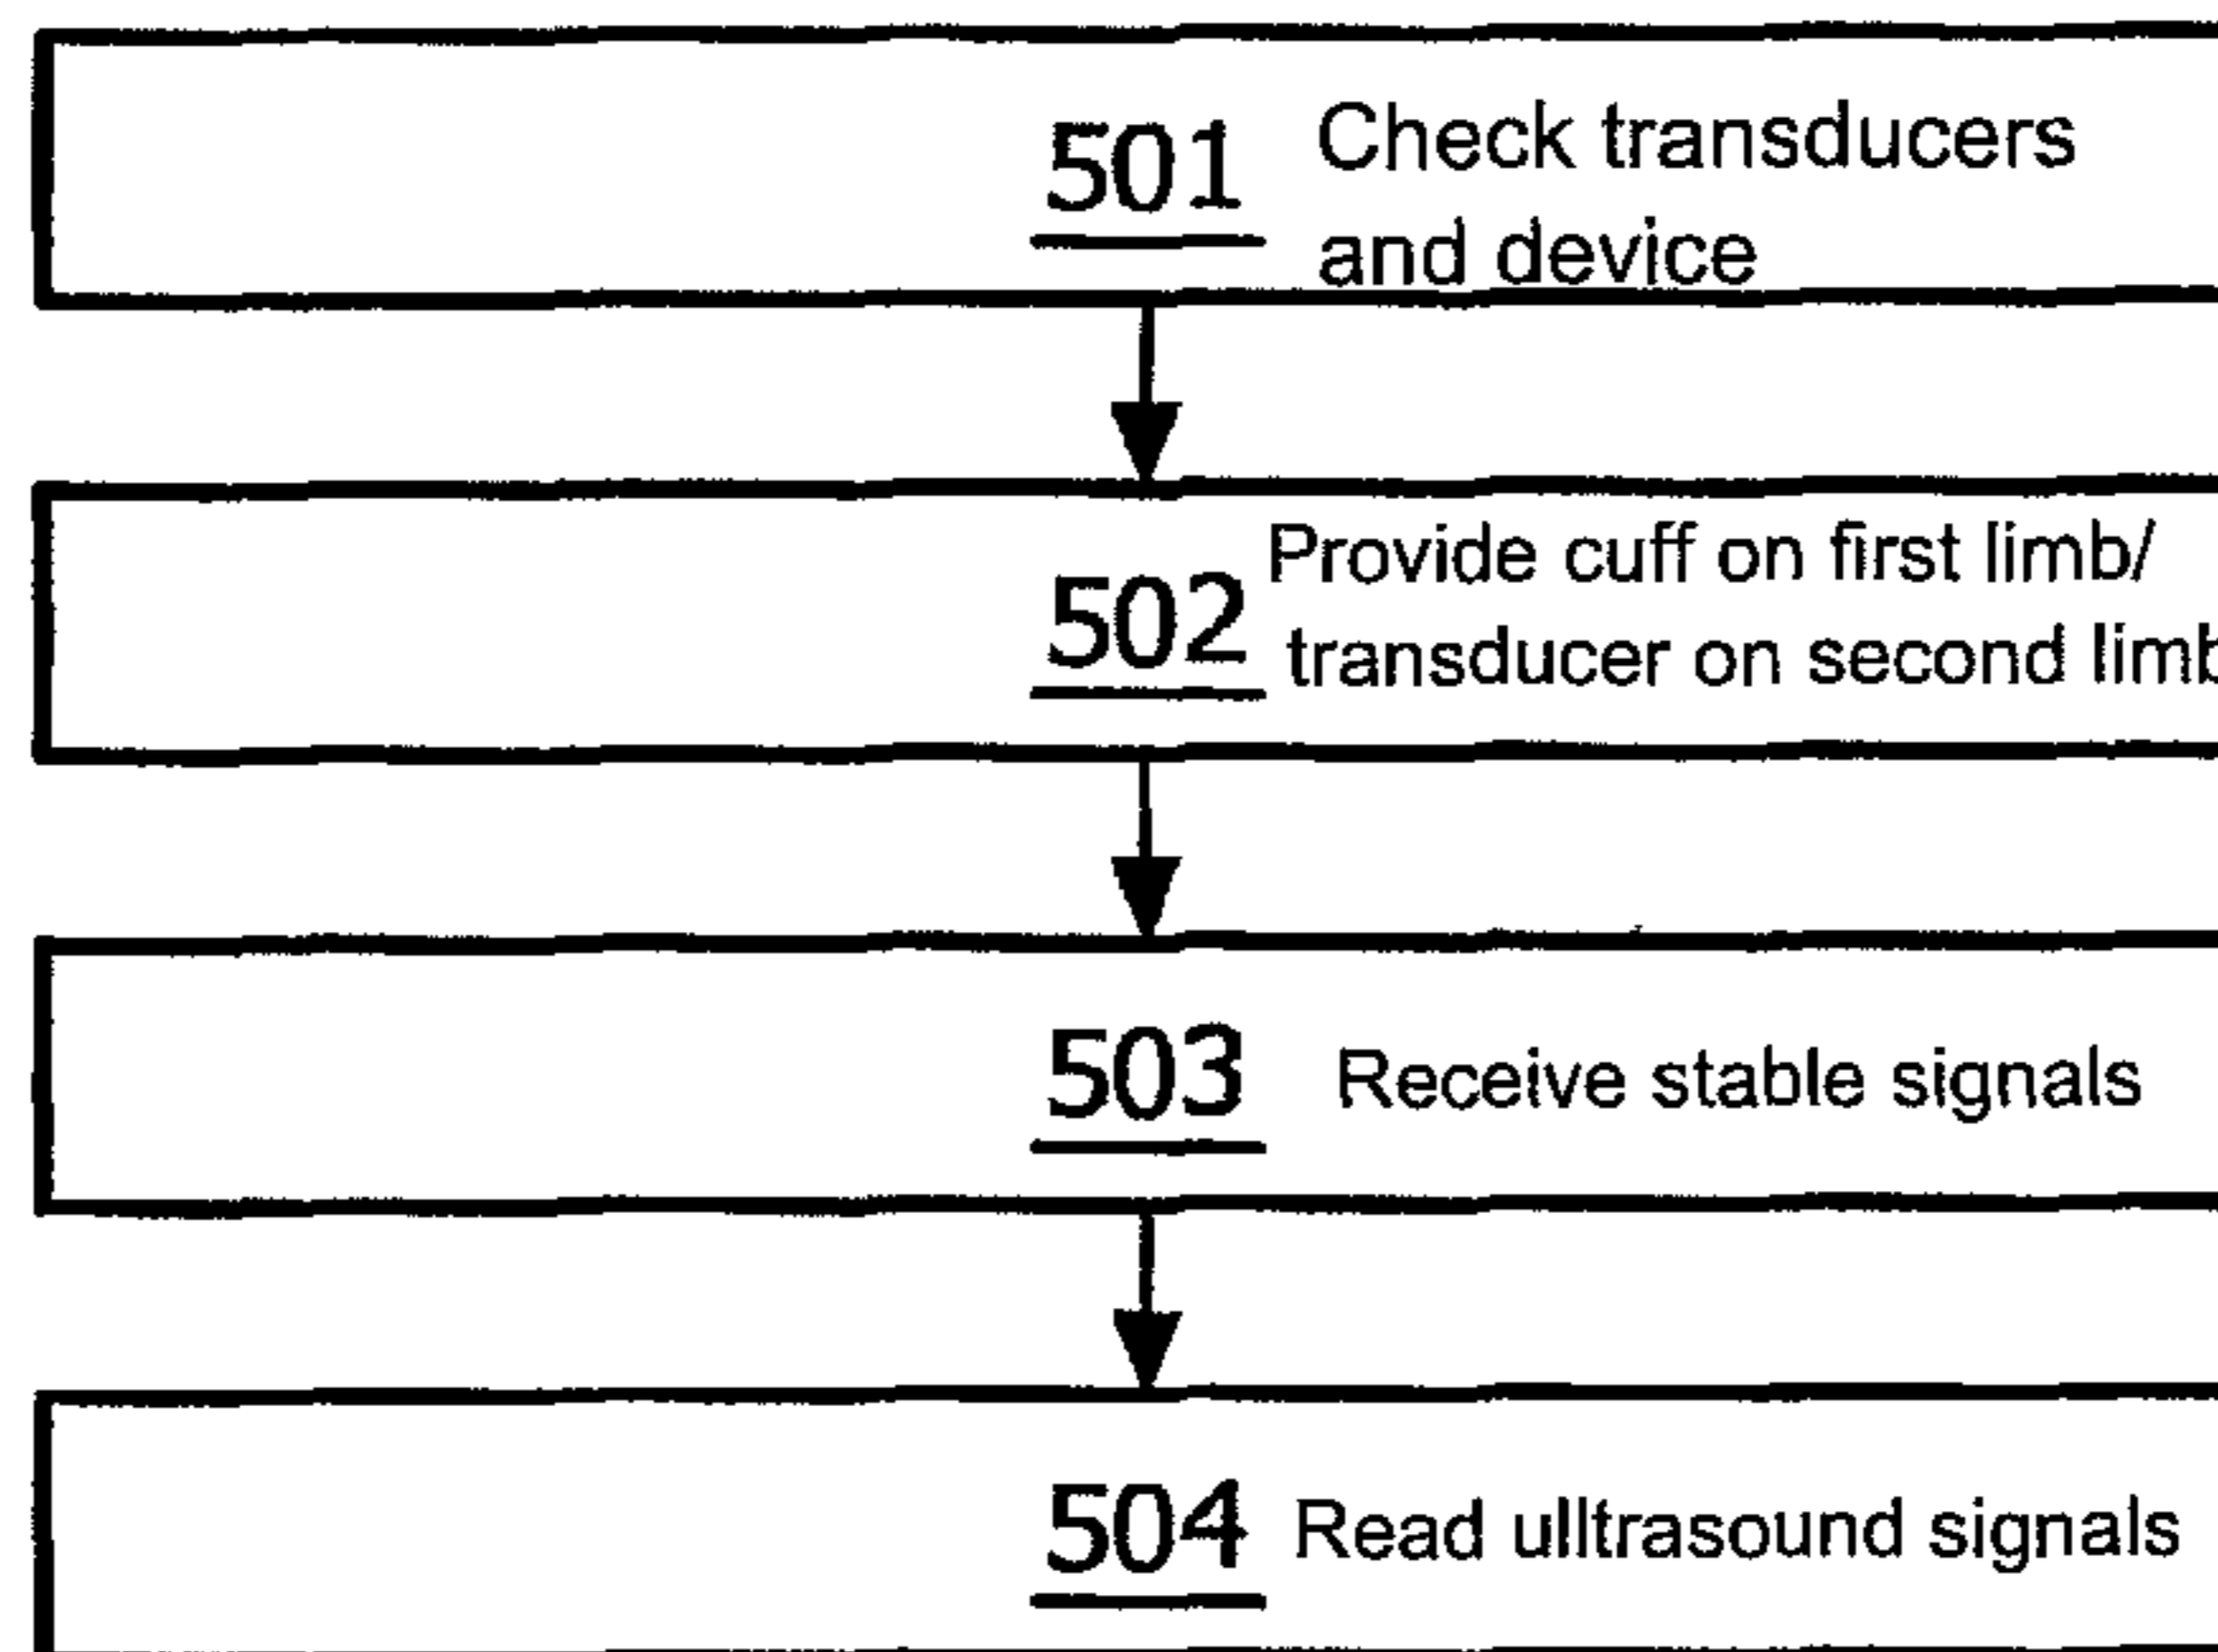 501 Check transducers
and device
502 Provide cuff on first limb/
transducer on second limb
503 Receive stable signals
504 Read ulltrasound signals